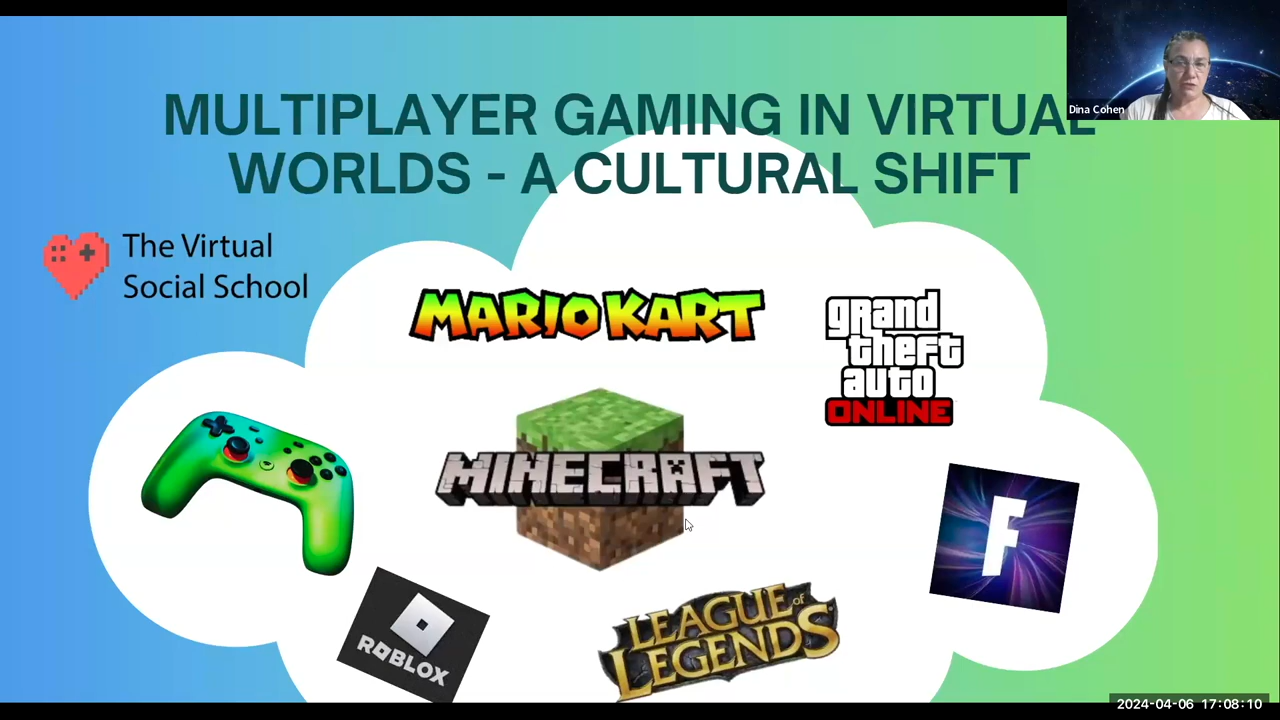 Dina Cohen
MULTIPLAYER GAMING IN VIRTUAL
WORLDS - A CULTURAL SHIFT
The Virtual
Social School
MARIO KART
grand
theft
auto
ONLINE
MINECRAFT
F
ROBLOX
LEAGUE of
LEGENDS
2024-04-06 17:08:10